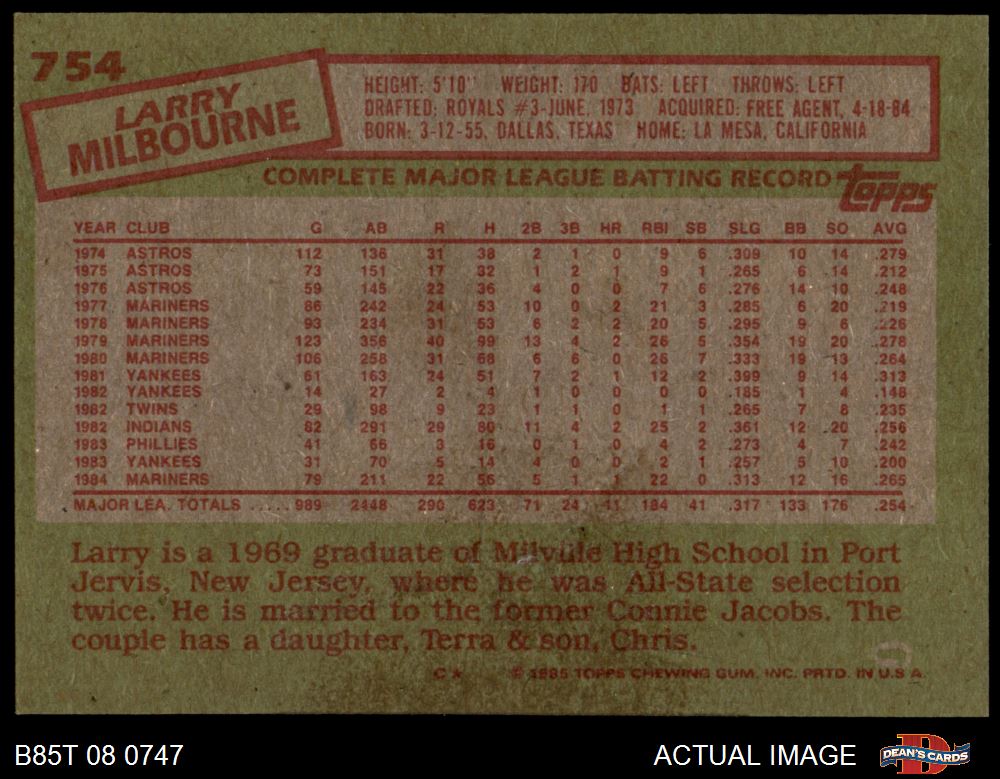 754
LARRY
MILBOURNE
HEIGHT: 5'10" WEIGHT: 170 BATS: LEFT THROWS: LEFT
DRAFTED: ROYALS #3-JUNE, 1973 ACQUIRED: FREE AGENT, 4-18-84
BORN: 3-12-55, DALLAS, TEXAS HOME: LA MESA, CALIFORNIA
COMPLETE MAJOR LEAGUE BATTING RECORD
topps
YEAR CLUB G AB R H 2B 3B HR RBI SB SLG BB SO AVG
1974 ASTROS 112 136 31 38 2 1 0 9 6 .309 10 14 .279
1975 ASTROS 73 151 17 32 1 2 1 9 1 .265 6 14 .212
1976 ASTROS 59 145 22 36 4 0 0 7 6 .276 14 10 .248
1977 MARINERS 86 242 24 53 10 0 2 21 3 .285 6 20 .219
1978 MARINERS 93 234 31 53 6 2 2 20 5 .295 9 6 .226
1979 MARINERS 123 356 40 99 13 4 2 26 5 .354 19 20 .278
1980 MARINERS 106 258 31 68 6 6 0 26 7 .333 19 13 .264
1981 YANKEES 61 163 24 51 7 2 1 12 2 .399 9 14 .313
1982 YANKEES 14 27 2 4 1 0 0 0 0 .185 1 4 .148
1982 TWINS 29 98 9 23 1 1 0 1 1 .265 7 8 .235
1982 INDIANS 82 291 29 80 11 4 2 25 2 .361 12 20 .256
1983 PHILLIES 41 66 3 16 0 1 0 4 2 .273 4 7 .242
1983 YANKEES 31 70 5 14 4 0 0 2 1 .257 5 10 .200
1984 MARINERS 79 211 22 56 5 1 1 22 0 .313 12 16 .265
MAJOR LEA. TOTALS ..... 989 2448 290 623 71 24 11 184 41 .317 133 176 .254
Larry is a 1969 graduate of Millville High School in Port
Jervis, New Jersey, where he was All-State selection
twice. He is married to the former Connie Jacobs. The
couple has a daughter, Terra & son, Chris.
C★ © 1985 TOPPS CHEWING GUM, INC. PRTD. IN U.S.A.
B85T 08 0747 ACTUAL IMAGE
DEAN'S CARDS